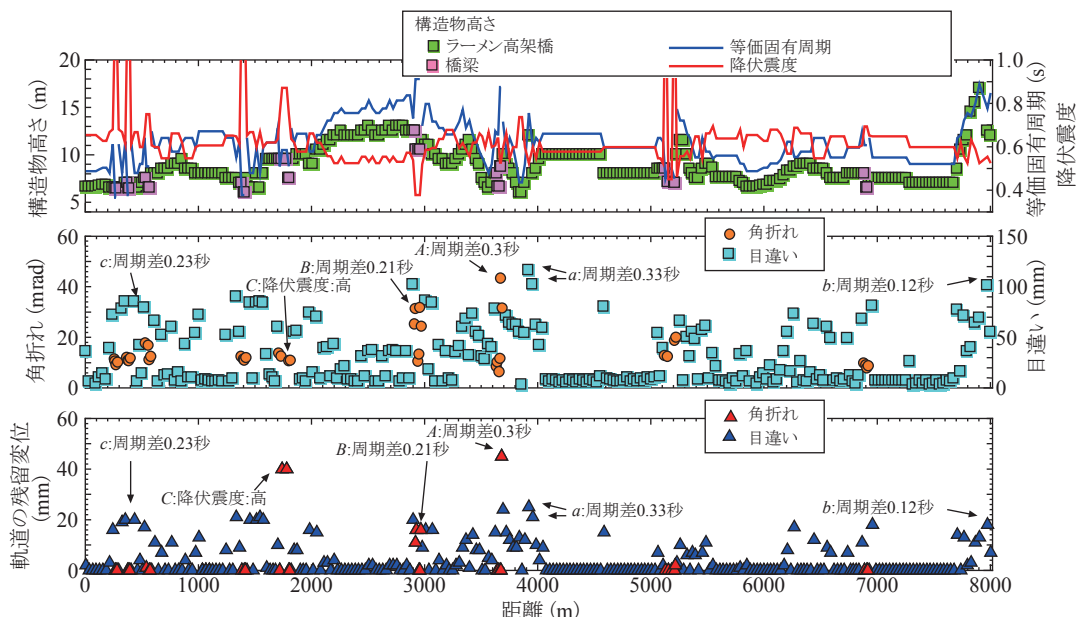 構造物高さ
ラーメン高架橋
橋梁
等価固有周期
降伏震度
構造物高さ (m)
20
15
10
5
1.0
0.8
0.6
0.4
等価固有周期 (s)
降伏震度
角折れ (mrad)
60
40
20
0
c:周期差0.23秒
C:降伏震度:高
B:周期差0.21秒
A:周期差0.3秒
a:周期差0.33秒
b:周期差0.12秒
角折れ
目違い
150
100
50
0
目違い (mm)
軌道の残留変位
(mm)
60
40
20
0
c:周期差0.23秒
C:降伏震度:高
B:周期差0.21秒
A:周期差0.3秒
a:周期差0.33秒
b:周期差0.12秒
角折れ
目違い
0 1000 2000 3000 4000 5000 6000 7000 8000
距離 (m)